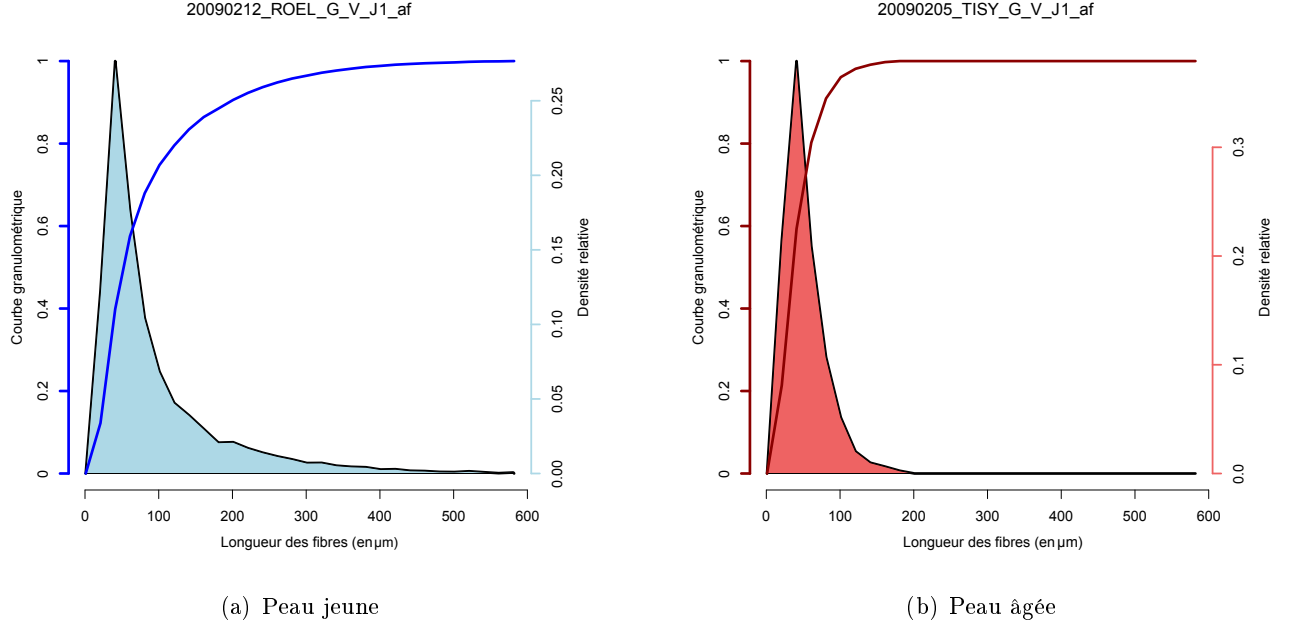 20090212_ROEL_G_V_J1_af
Courbe granulométrique
0
0.2
0.4
0.6
0.8
1
0.00
0.05
0.10
0.15
0.20
0.25
Densité relative
0 100 200 300 400 500 600
Longueur des fibres (en µm)
(a) Peau jeune
20090205_TISY_G_V_J1_af
Courbe granulométrique
0
0.2
0.4
0.6
0.8
1
0.0
0.1
0.2
0.3
Densité relative
0 100 200 300 400 500 600
Longueur des fibres (en µm)
(b) Peau âgée